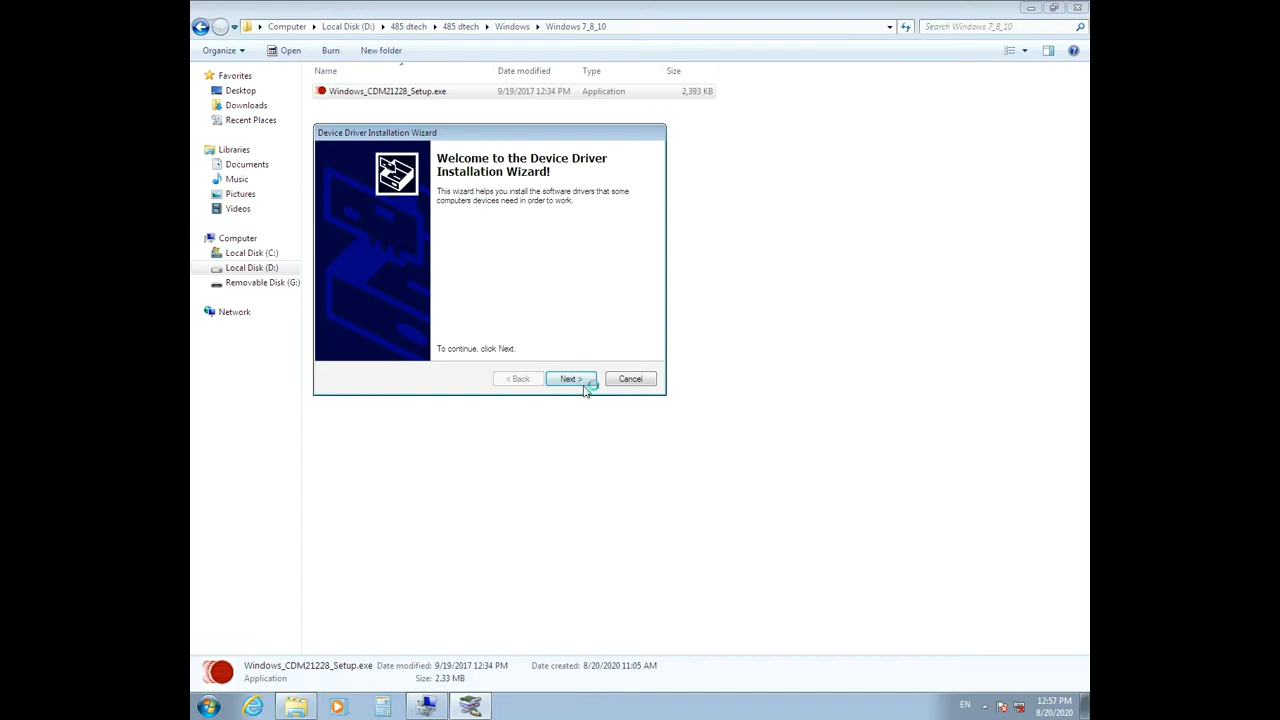 Computer Local Disk (D:) 485 dtech 485 dtech Windows Windows 7_8_10 Search Windows 7_8_10
Organize Open Burn New folder
Name Date modified Type Size
Windows_CDM21228_Setup.exe 9/19/2017 12:34 PM Application 2,393 KB
Favorites
Desktop
Downloads
Recent Places
Libraries
Documents
Music
Pictures
Videos
Computer
Local Disk (C:)
Local Disk (D:)
Removable Disk (G:)
Network
Device Driver Installation Wizard
Welcome to the Device Driver
Installation Wizard!
This wizard helps you install the software drivers that some
computers devices need in order to work.
To continue, click Next.
< Back Next > Cancel
Windows_CDM21228_Setup.exe Date modified: 9/19/2017 12:34 PM Date created: 8/20/2020 11:05 AM
Application Size: 2.33 MB
EN 12:57 PM
8/20/2020